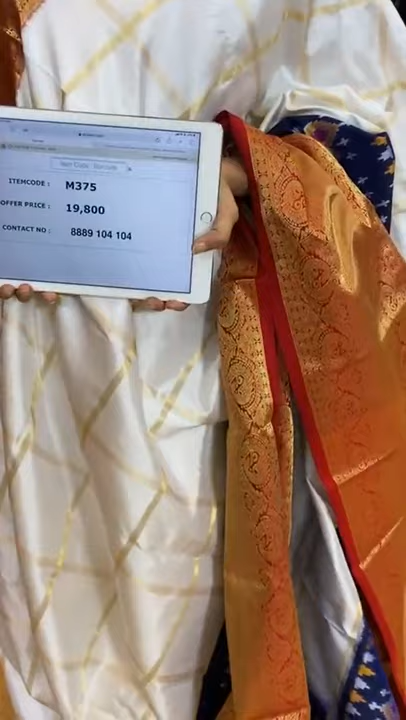 ITEMCODE : M375
OFFER PRICE : 19,800
CONTACT NO : 8889 104 104